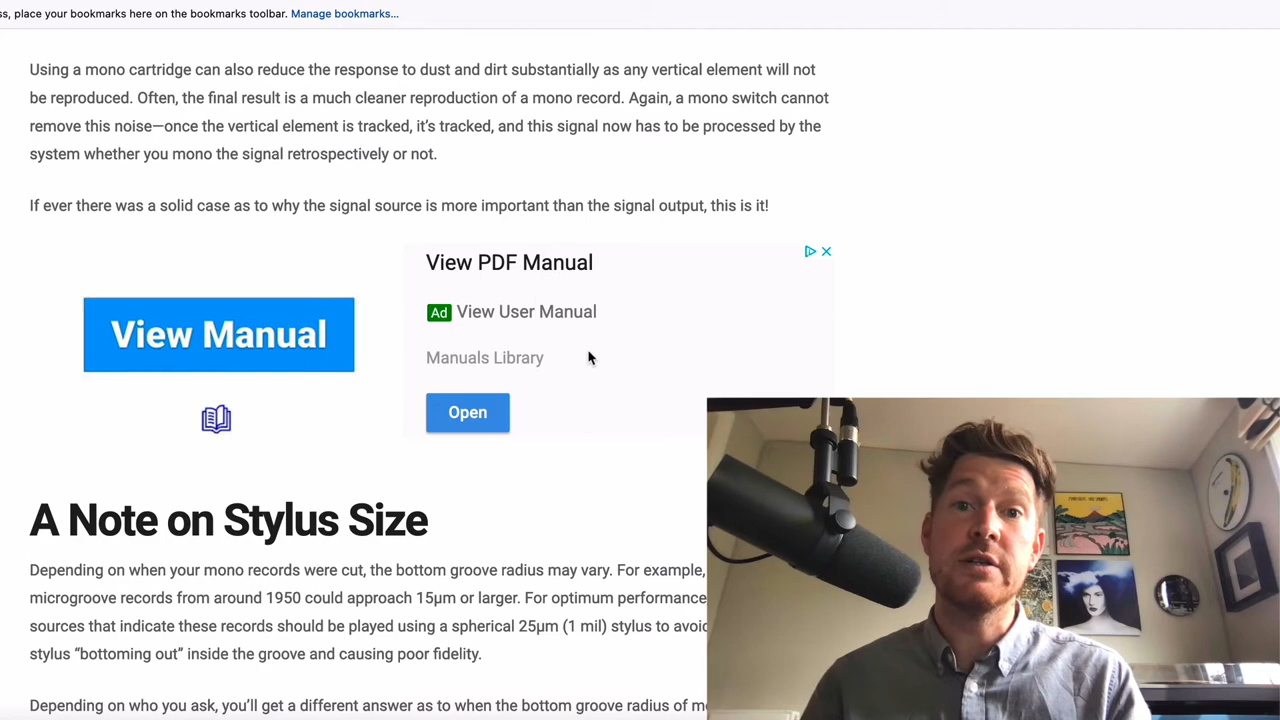 ss, place your bookmarks here on the bookmarks toolbar. Manage bookmarks...
Using a mono cartridge can also reduce the response to dust and dirt substantially as any vertical element will not
be reproduced. Often, the final result is a much cleaner reproduction of a mono record. Again, a mono switch cannot
remove this noise—once the vertical element is tracked, it's tracked, and this signal now has to be processed by the
system whether you mono the signal retrospectively or not.
If ever there was a solid case as to why the signal source is more important than the signal output, this is it!
View Manual
View PDF Manual
Ad View User Manual
Manuals Library
Open
A Note on Stylus Size
Depending on when your mono records were cut, the bottom groove radius may vary. For example,
microgroove records from around 1950 could approach 15µm or larger. For optimum performance
sources that indicate these records should be played using a spherical 25µm (1 mil) stylus to avoid
stylus “bottoming out” inside the groove and causing poor fidelity.
Depending on who you ask, you'll get a different answer as to when the bottom groove radius of